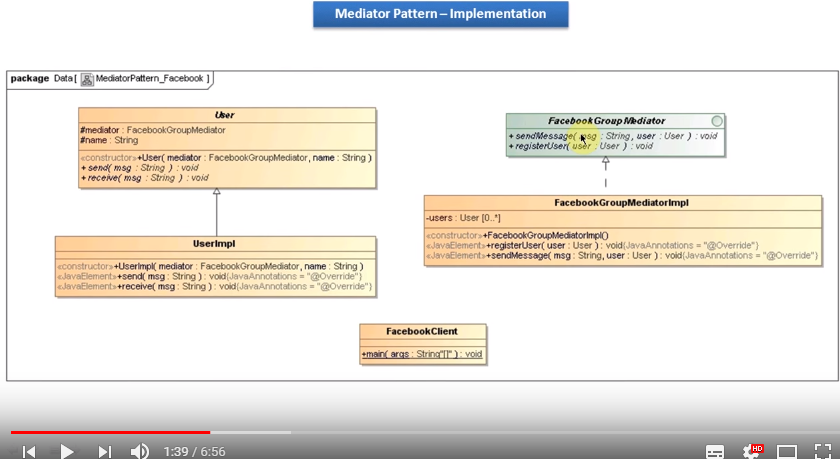 Mediator Pattern – Implementation
package Data[ MediatorPattern_Facebook ]
User
#mediator : FacebookGroupMediator
#name : String
«constructor»+User( mediator : FacebookGroupMediator, name : String )
+ send( msg : String ) : void
+ receive( msg : String ) : void
FacebookGroupMediator
+ sendMessage( msg : String, user : User ) : void
+ registerUser( user : User ) : void
FacebookGroupMediatorImpl
-users : User [0..*]
«constructor»+FacebookGroupMediatorImpl()
«JavaElement»+registerUser( user : User ) : void{JavaAnnotations = "@Override"}
«JavaElement»+sendMessage( msg : String, user : User ) : void{JavaAnnotations = "@Override"}
UserImpl
«constructor»+UserImpl( mediator : FacebookGroupMediator, name : String )
«JavaElement»+send( msg : String ) : void{JavaAnnotations = "@Override"}
«JavaElement»+receive( msg : String ) : void{JavaAnnotations = "@Override"}
FacebookClient
+main( args : String"[]" ) : void
1:39 / 6:56
HD